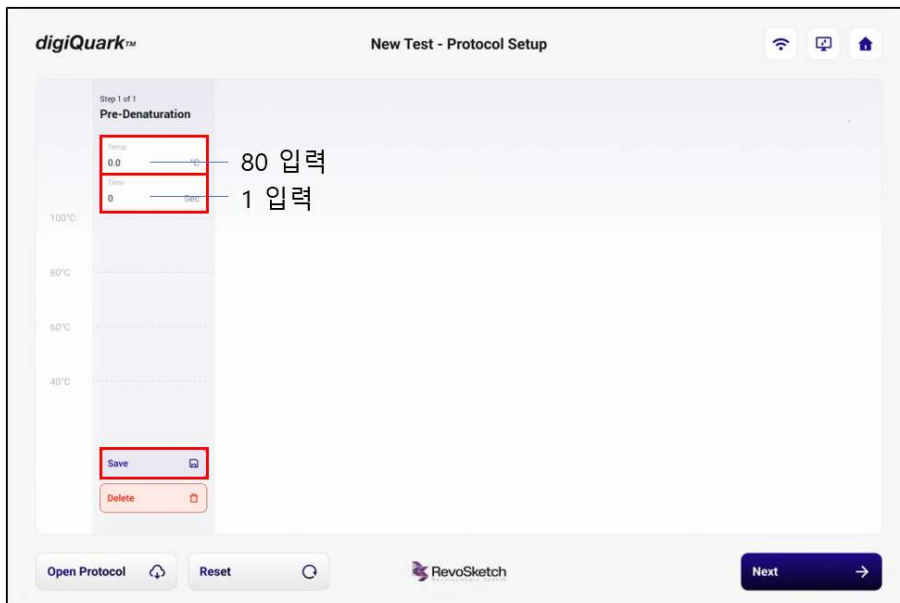 digiQuark™
New Test - Protocol Setup
Step 1 of 1
Pre-Denaturation
Temp
0.0 °C
80 입력
Time
0 Sec
1 입력
100°C
80°C
60°C
40°C
Save
Delete
Open Protocol
Reset
RevoSketch
Next